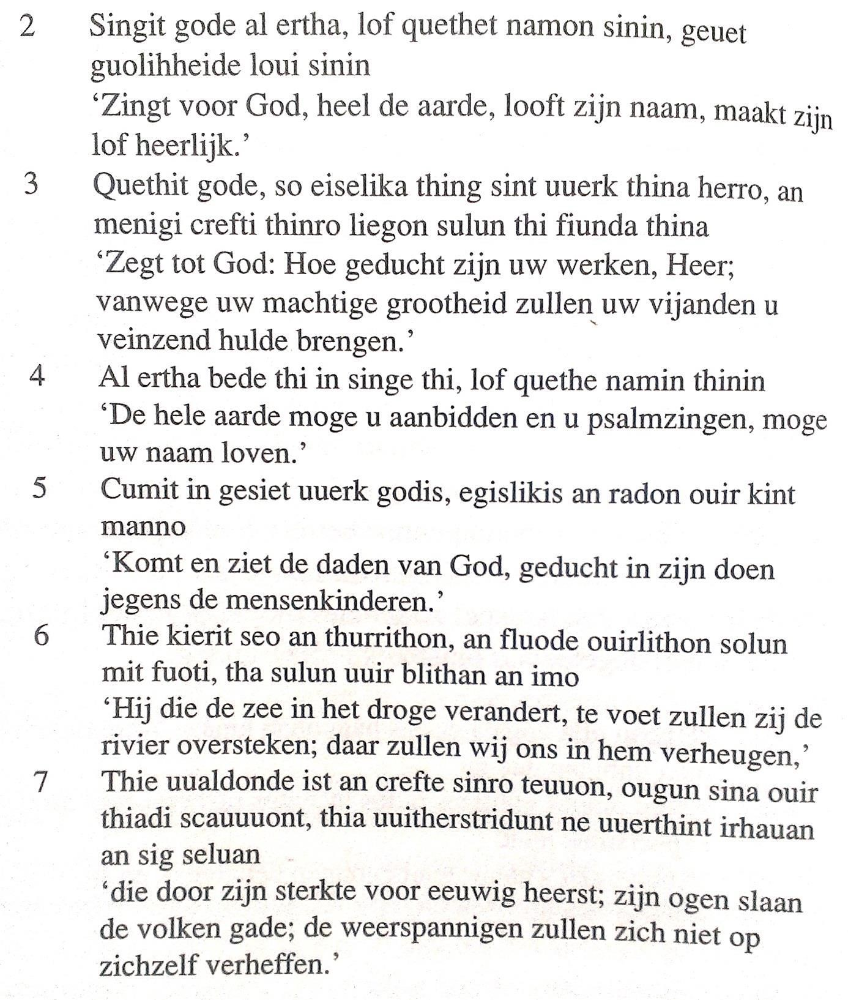 2 Singit gode al ertha, lof quethet namon sinin, geuet
guolihheide loui sinin
‘Zingt voor God, heel de aarde, looft zijn naam, maakt zijn
lof heerlijk.’
3 Quethit gode, so eiselika thing sint uuerk thina herro, an
menigi crefti thinro liegon sulun thi fiunda thina
‘Zegt tot God: Hoe geducht zijn uw werken, Heer;
vanwege uw machtige grootheid zullen uw vijanden u
veinzend hulde brengen.’
4 Al ertha bede thi in singe thi, lof quethe namin thinin
‘De hele aarde moge u aanbidden en u psalmzingen, moge
uw naam loven.’
5 Cumit in gesiet uuerk godis, egislikis an radon ouir kint
manno
‘Komt en ziet de daden van God, geducht in zijn doen
jegens de mensenkinderen.’
6 Thie kierit seo an thurrithon, an fluode ouirlithon solun
mit fuoti, tha sulun uuir blithan an imo
‘Hij die de zee in het droge verandert, te voet zullen zij de
rivier oversteken; daar zullen wij ons in hem verheugen,’
7 Thie uualdonde ist an crefte sinro teuuon, ougun sina ouir
thiadi scauuuont, thia uuitherstridunt ne uuerthint irhauan
an sig seluan
‘die door zijn sterkte voor eeuwig heerst; zijn ogen slaan
de volken gade; de weerspannigen zullen zich niet op
zichzelf verheffen.’